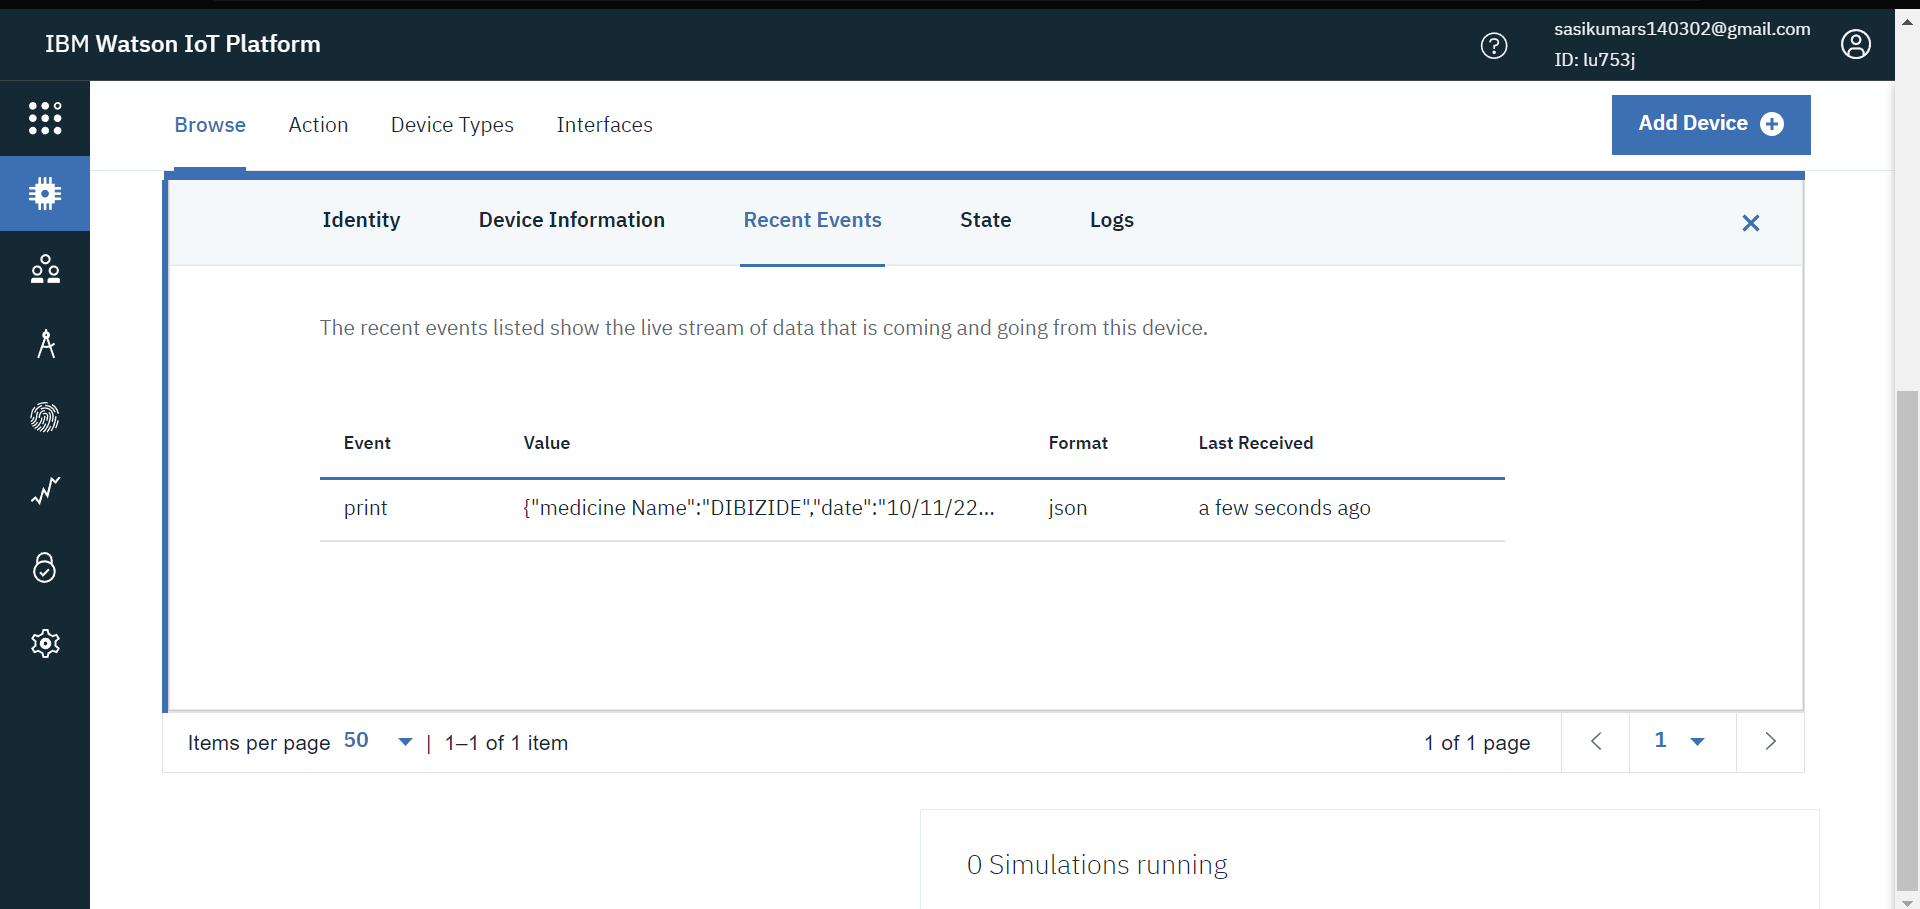 IBM Watson IoT Platform
sasikumars140302@gmail.com
ID: lu753j
Browse Action Device Types Interfaces
Add Device
Identity Device Information Recent Events State Logs
The recent events listed show the live stream of data that is coming and going from this device.
Event Value Format Last Received
print {"medicine Name":"DIBIZIDE","date":"10/11/22... json a few seconds ago
Items per page 50 | 1–1 of 1 item 1 of 1 page 1
0 Simulations running